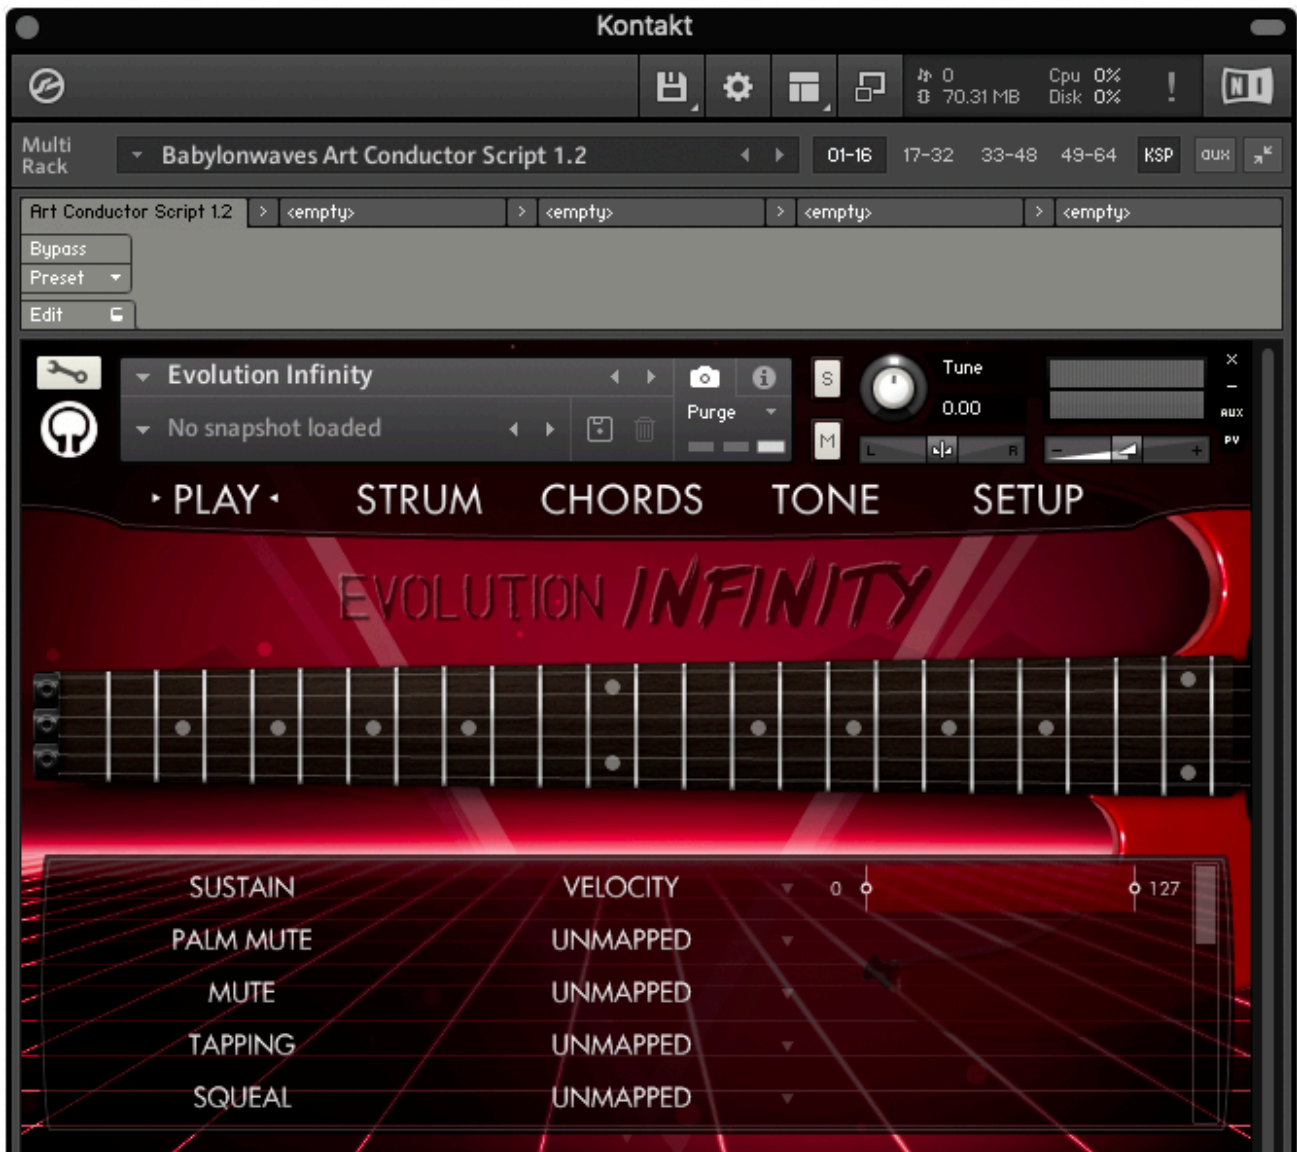 Kontakt
0
70.31 MB
Cpu 0%
Disk 0%
!
NI
Multi
Rack
Babylonwaves Art Conductor Script 1.2
01-16
17-32
33-48
49-64
KSP
aux
Art Conductor Script 1.2
> <empty>
> <empty>
> <empty>
> <empty>
Bypass
Preset
Edit
Evolution Infinity
i
S
Tune
×
No snapshot loaded
Purge
M
0.00
AUX
PV
L
R
-
+
PLAY
STRUM
CHORDS
TONE
SETUP
EVOLUTION INFINITY
SUSTAIN VELOCITY 0 127
PALM MUTE UNMAPPED
MUTE UNMAPPED
TAPPING UNMAPPED
SQUEAL UNMAPPED